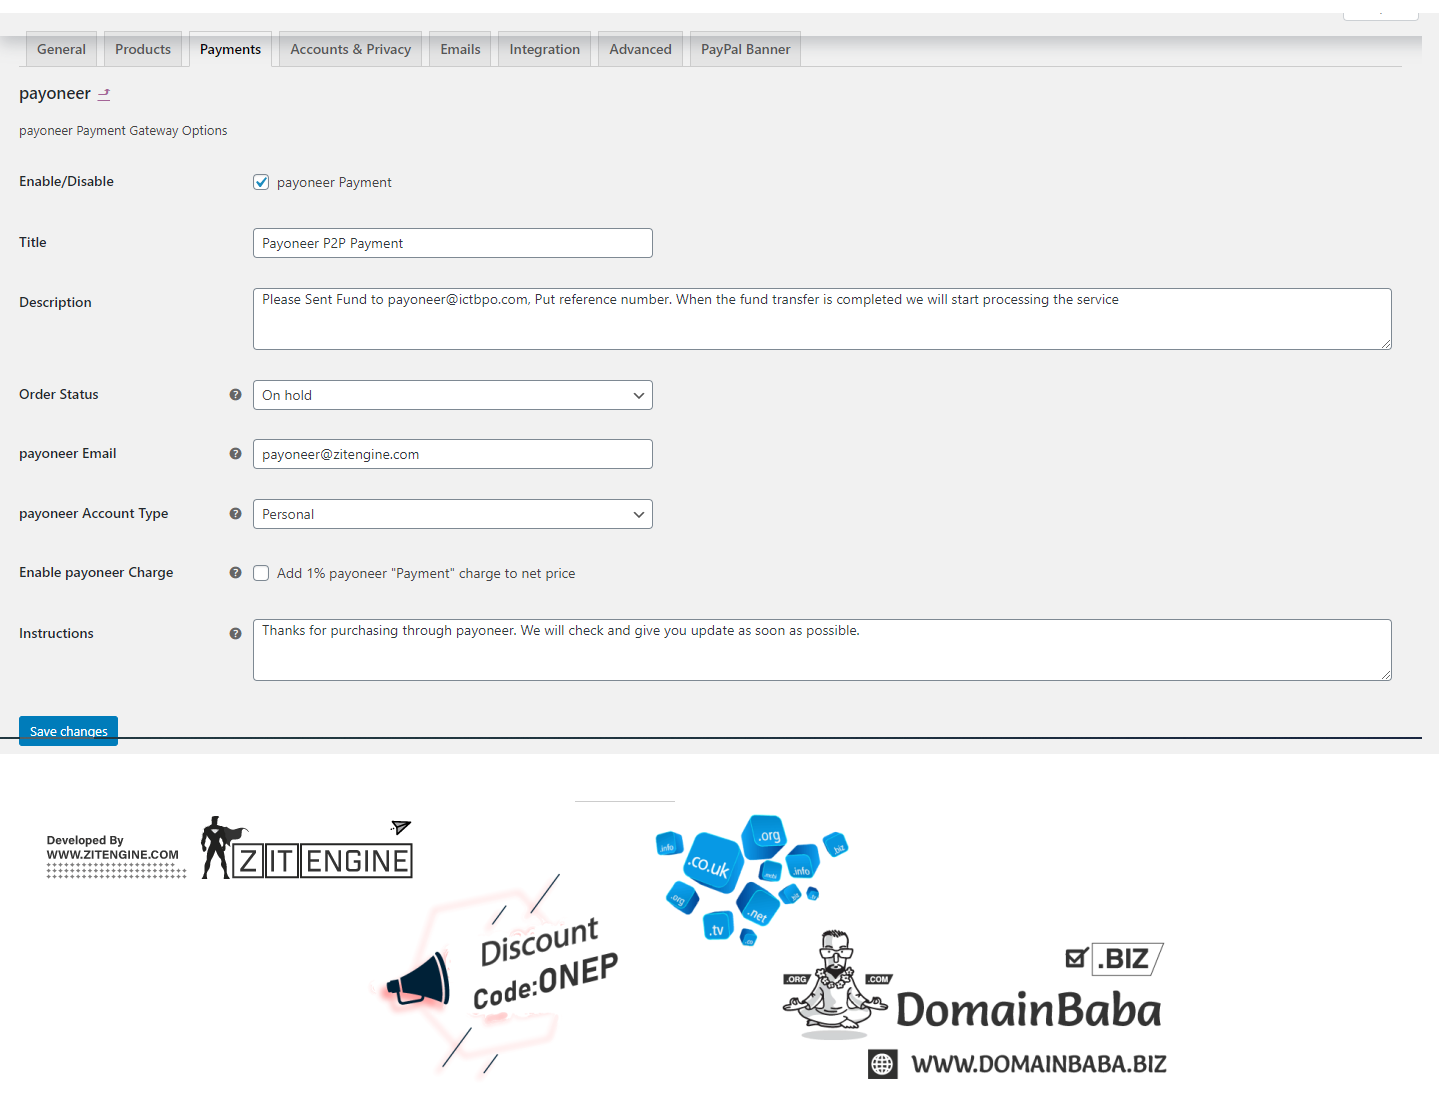 General
Products
Payments
Accounts & Privacy
Emails
Integration
Advanced
PayPal Banner
payoneer
payoneer Payment Gateway Options
Enable/Disable
payoneer Payment
Title
Payoneer P2P Payment
Description
Please Sent Fund to payoneer@ictbpo.com, Put reference number. When the fund transfer is completed we will start processing the service
Order Status
On hold
payoneer Email
payoneer@zitengine.com
payoneer Account Type
Personal
Enable payoneer Charge
Add 1% payoneer "Payment" charge to net price
Instructions
Thanks for purchasing through payoneer. We will check and give you update as soon as possible.
Save changes
Developed By
WWW.ZITENGINE.COM
ZIT ENGINE
Discount
Code:ONEP
.info
.org
.biz
.co.uk
.info
.org
.net
.tv
.ORG
.COM
.BIZ
DomainBaba
WWW.DOMAINBABA.BIZ